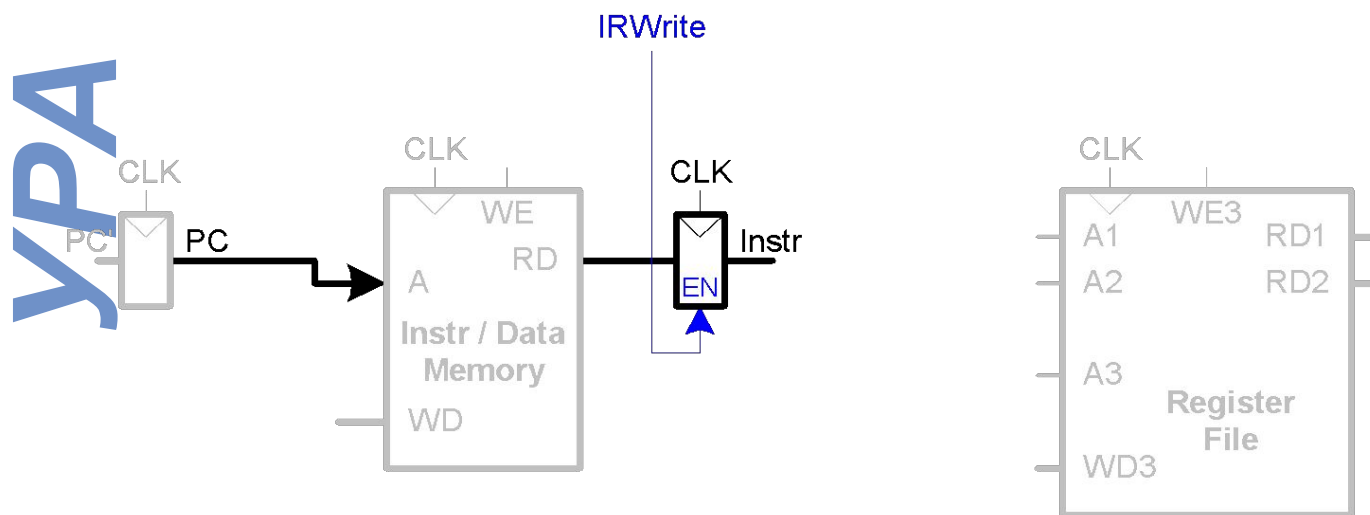 IRWrite
УРА
CLK
CLK
CLK
CLK
PC'
PC
WE
RD
A
Instr / Data
Memory
WD
EN
Instr
WE3
A1
RD1
A2
RD2
A3
Register
File
WD3